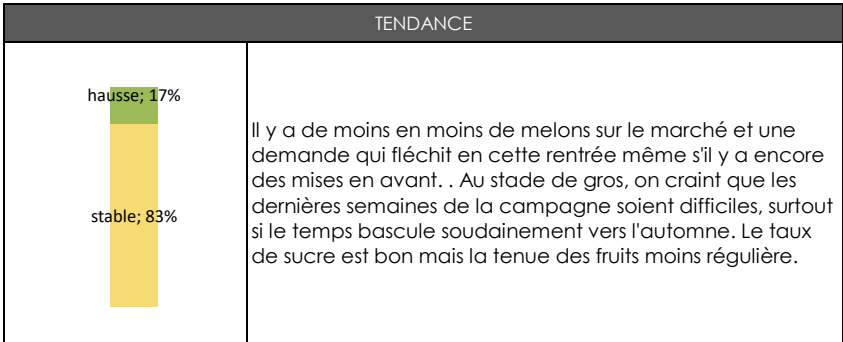 TENDANCE
hausse; 17%
stable; 83%
Il y a de moins en moins de melons sur le marché et une
demande qui fléchit en cette rentrée même s'il y a encore
des mises en avant. . Au stade de gros, on craint que les
dernières semaines de la campagne soient difficiles, surtout
si le temps bascule soudainement vers l'automne. Le taux
de sucre est bon mais la tenue des fruits moins régulière.